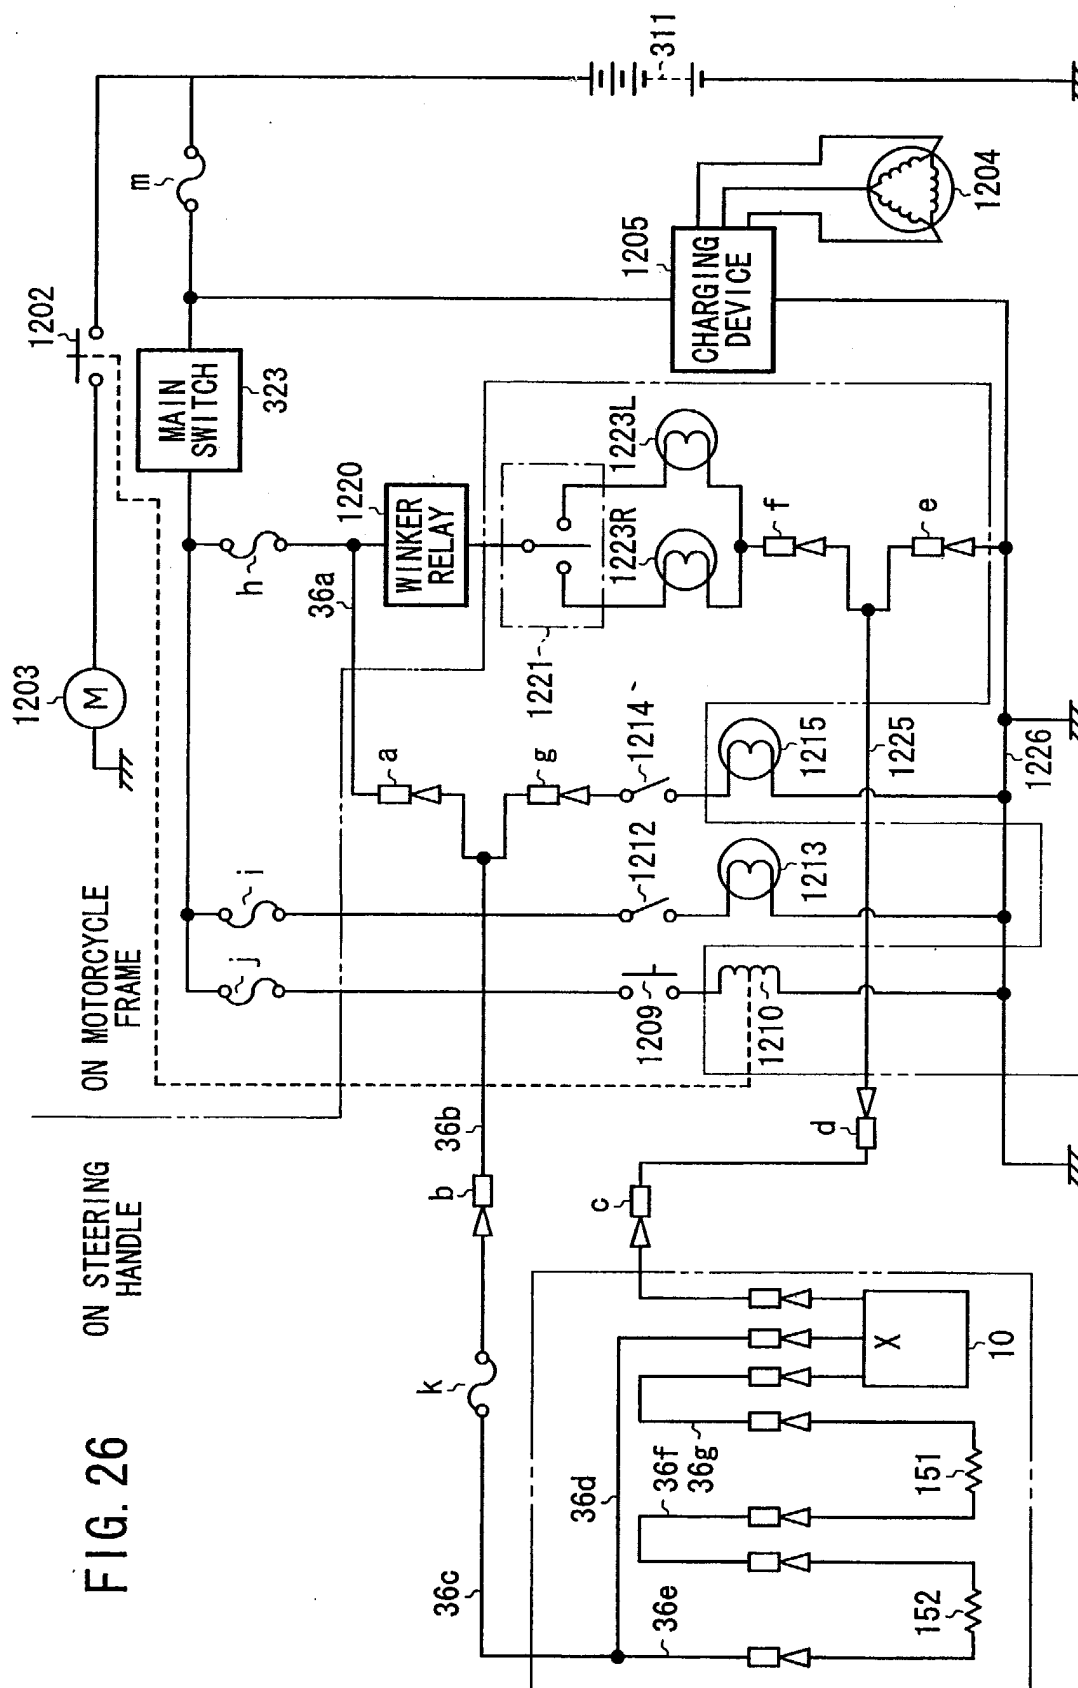 FIG. 26
ON STEERING
HANDLE
ON MOTORCYCLE
FRAME
1203
M
1202
m
311
MAIN
SWITCH
323
j
i
h
36a
1220
WINKER
RELAY
1205
CHARGING
DEVICE
1204
k
b
36b
36c
a
g
1221
1223R
1223L
1214
1212
1209
1210
1213
1215
1225
1226
f
e
d
c
36d
36e
36f
36g
X
10
151
152